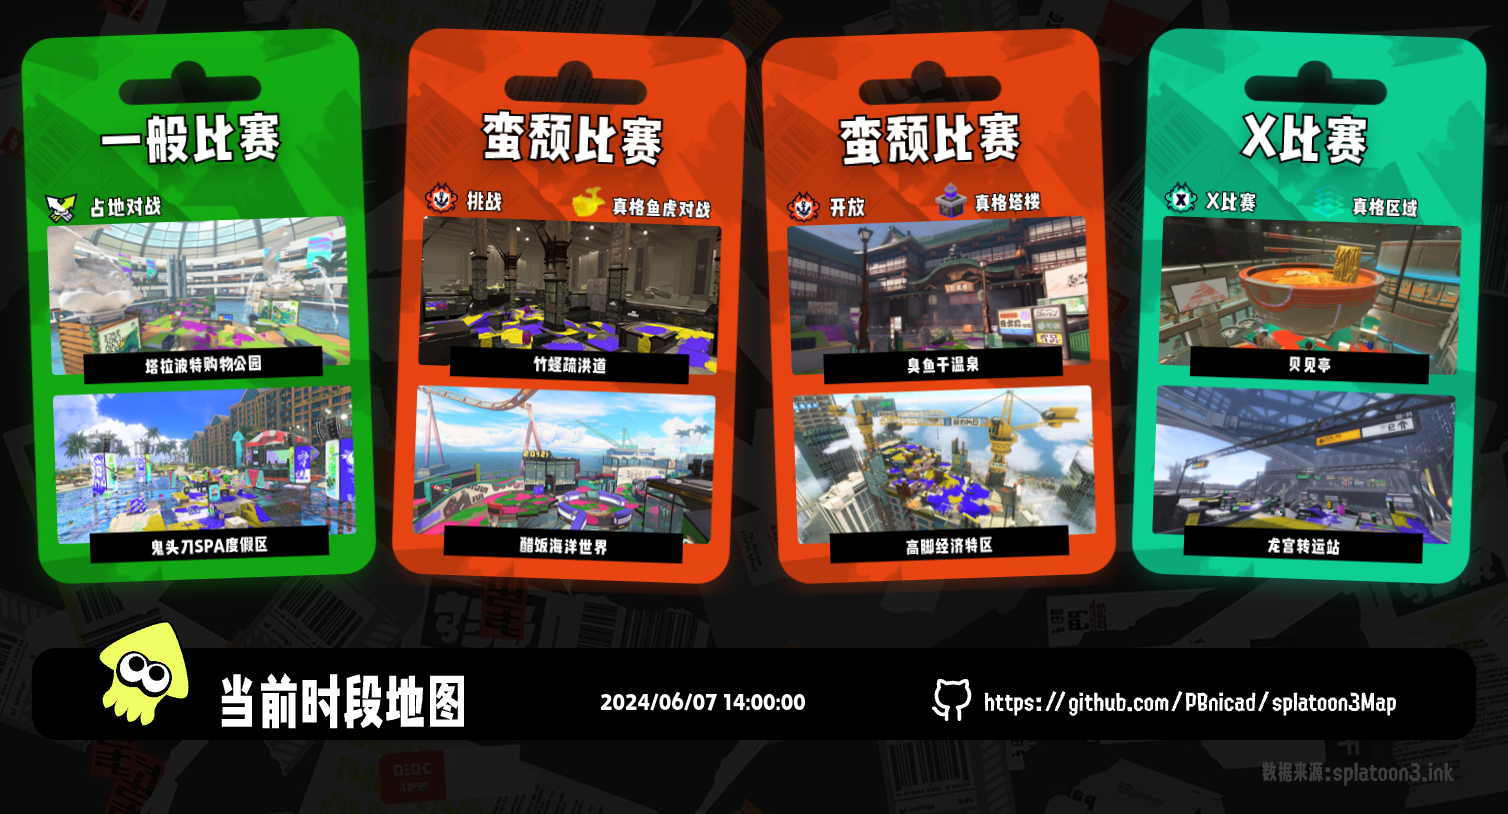 一般比赛
占地对战
塔拉波特购物公园
鬼头刀SPA度假区
蛮颓比赛
挑战
真格鱼虎对战
竹蛏疏洪道
醋饭海洋世界
蛮颓比赛
开放
真格塔楼
臭鱼干温泉
高脚经济特区
X比赛
X比赛
真格区域
贝见亭
龙宫转运站
当前时段地图
2024/06/07 14:00:00
https://github.com/PBnicad/splatoon3Map
数据来源:splatoon3.ink